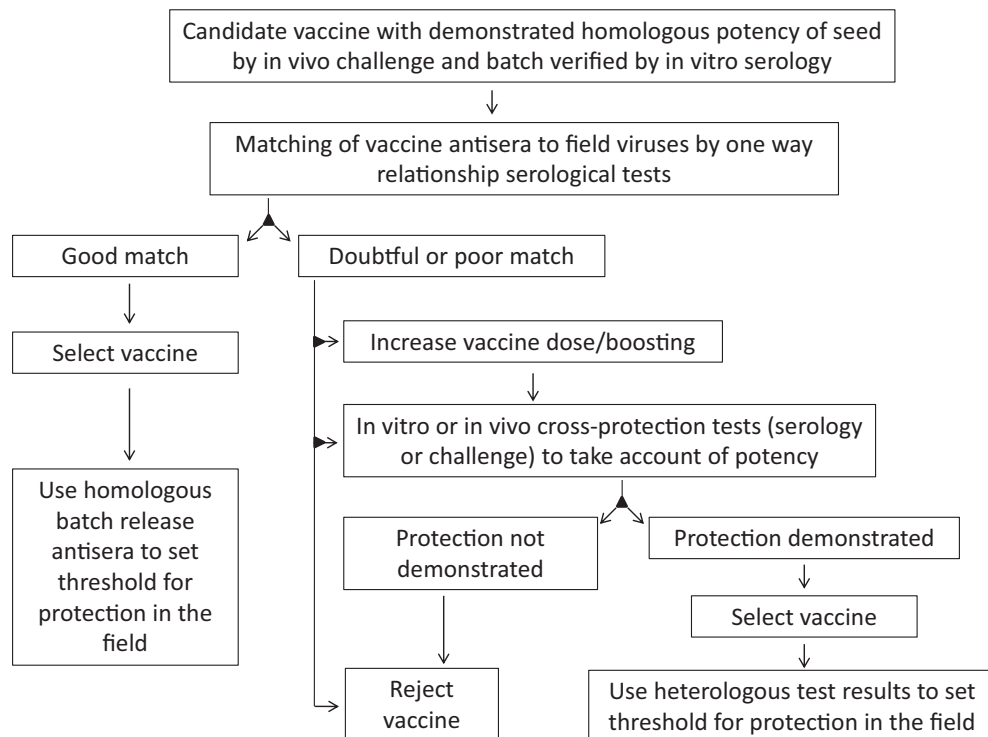 Candidate vaccine with demonstrated homologous potency of seed
by in vivo challenge and batch verified by in vitro serology
Matching of vaccine antisera to field viruses by one way
relationship serological tests
Good match
Doubtful or poor match
Select vaccine
Increase vaccine dose/boosting
In vitro or in vivo cross-protection tests (serology
or challenge) to take account of potency
Use homologous
batch release
antisera to set
threshold for
protection in the
field
Protection not
demonstrated
Protection demonstrated
Select vaccine
Reject
vaccine
Use heterologous test results to set
threshold for protection in the field